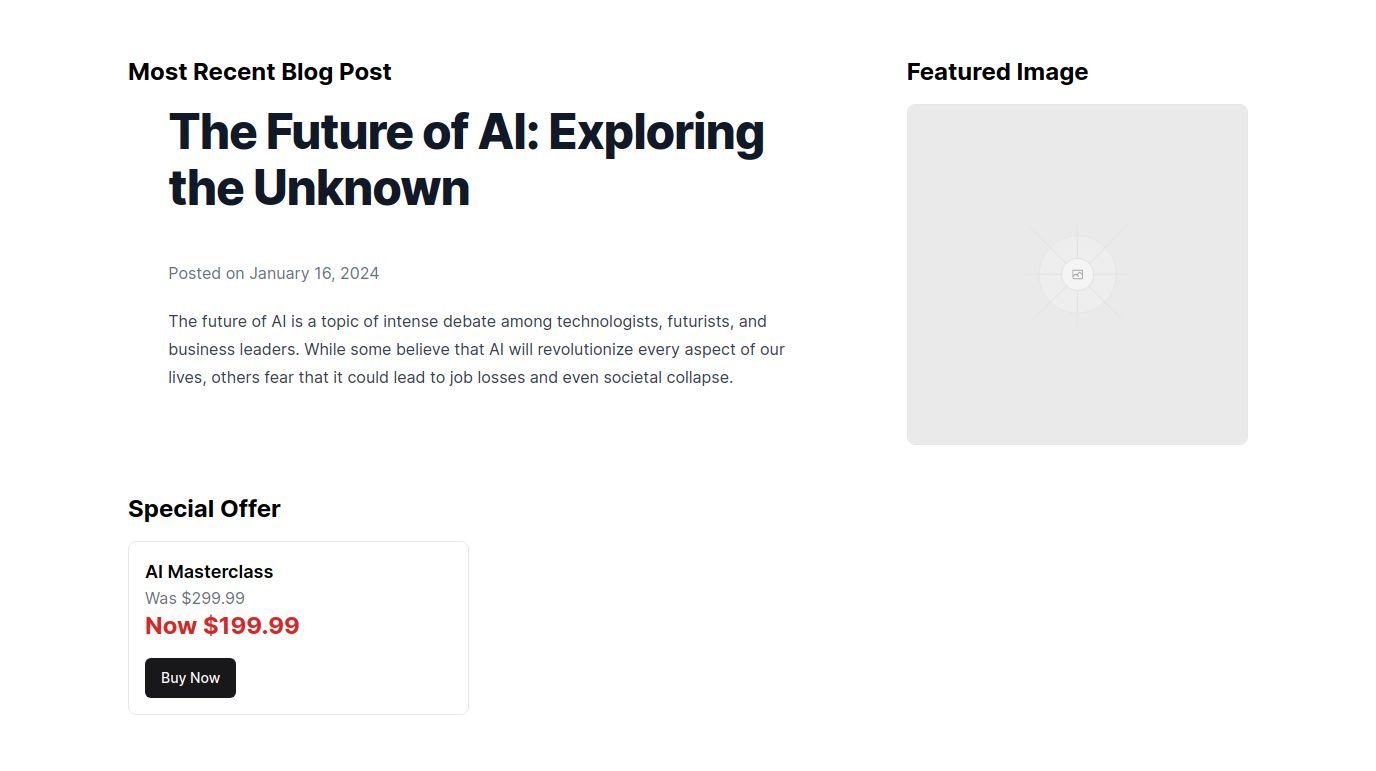 Most Recent Blog Post
The Future of AI: Exploring
the Unknown
Posted on January 16, 2024
The future of AI is a topic of intense debate among technologists, futurists, and
business leaders. While some believe that AI will revolutionize every aspect of our
lives, others fear that it could lead to job losses and even societal collapse.
Featured Image
Special Offer
AI Masterclass
Was $299.99
Now $199.99
Buy Now